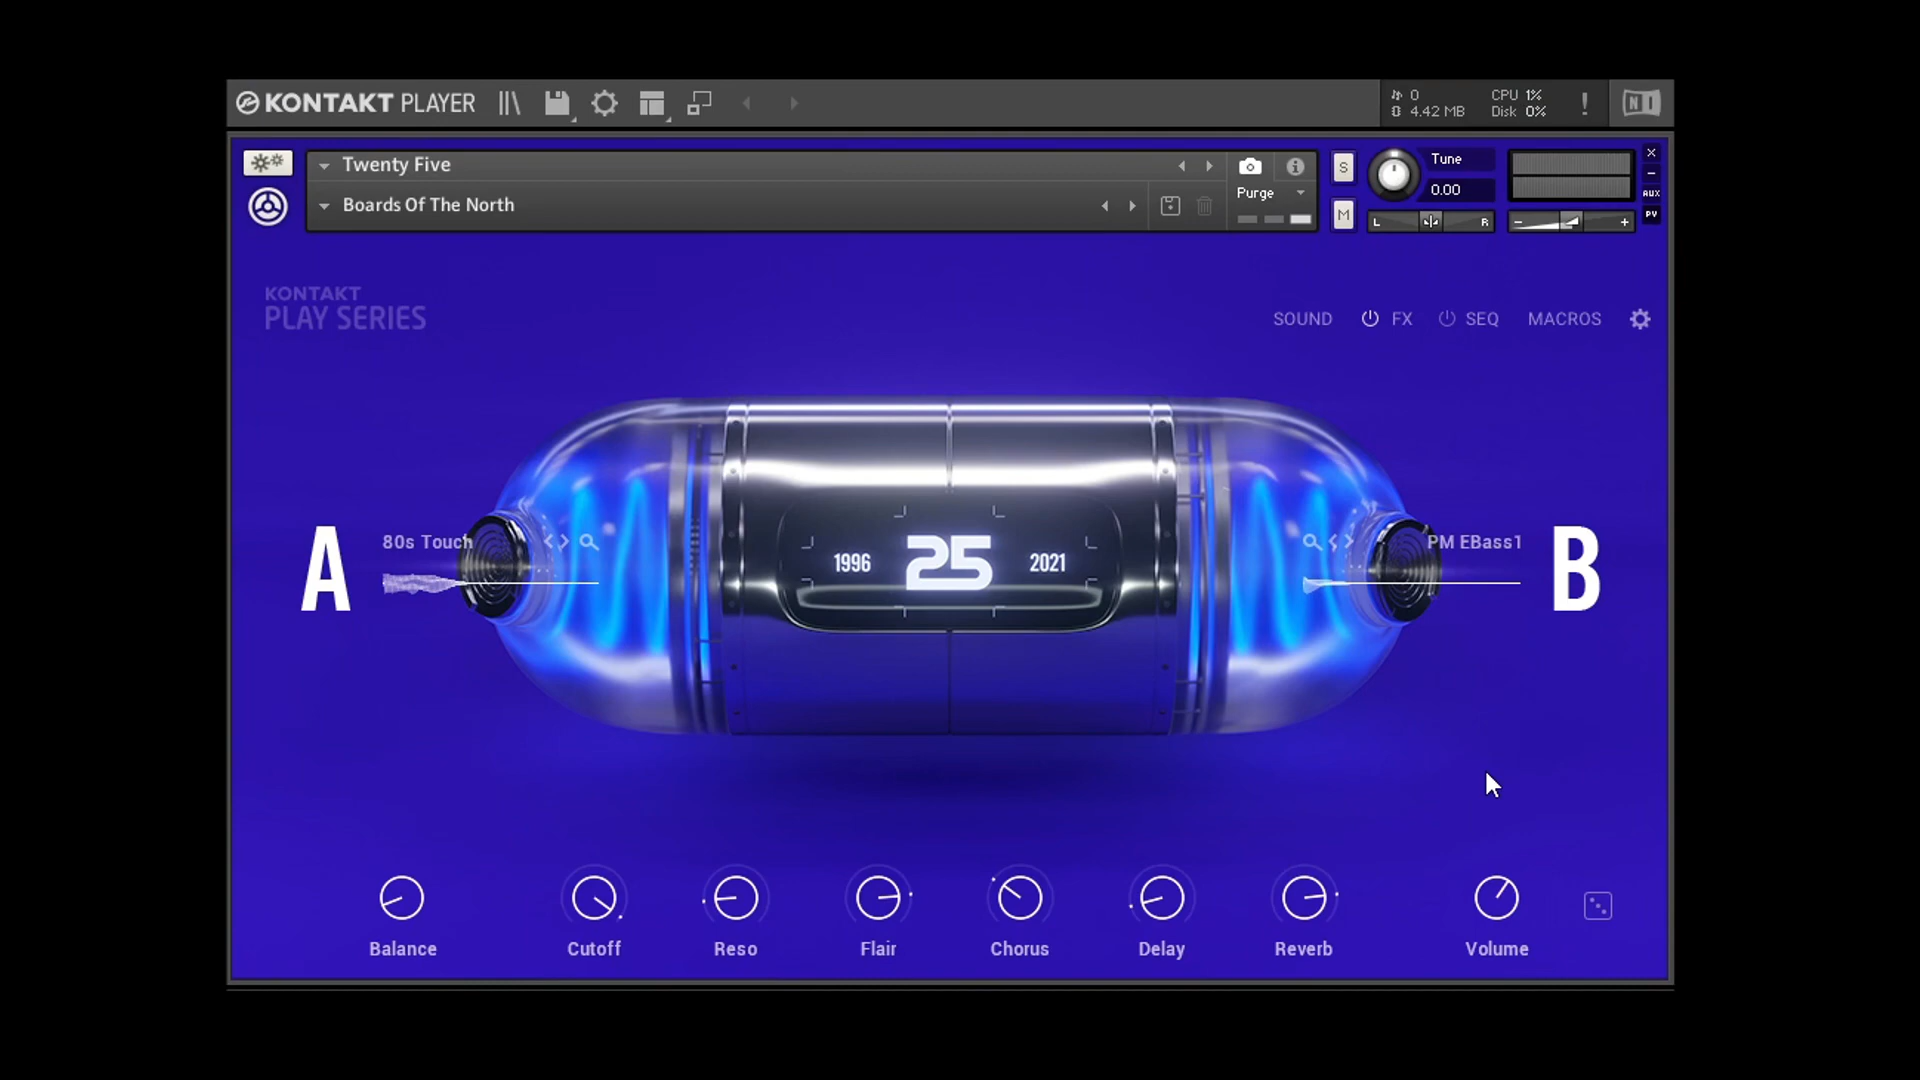 KONTAKT PLAYER
0
4.42 MB
CPU 1%
Disk 0%
!
NI
Twenty Five
Boards Of The North
Purge
S
M
Tune
0.00
L R
- +
x
-
AUX
PV
KONTAKT
PLAY SERIES
SOUND FX SEQ MACROS
A
80s Touch
1996 25 2021
PM EBass1
B
Balance Cutoff Reso Flair Chorus Delay Reverb Volume